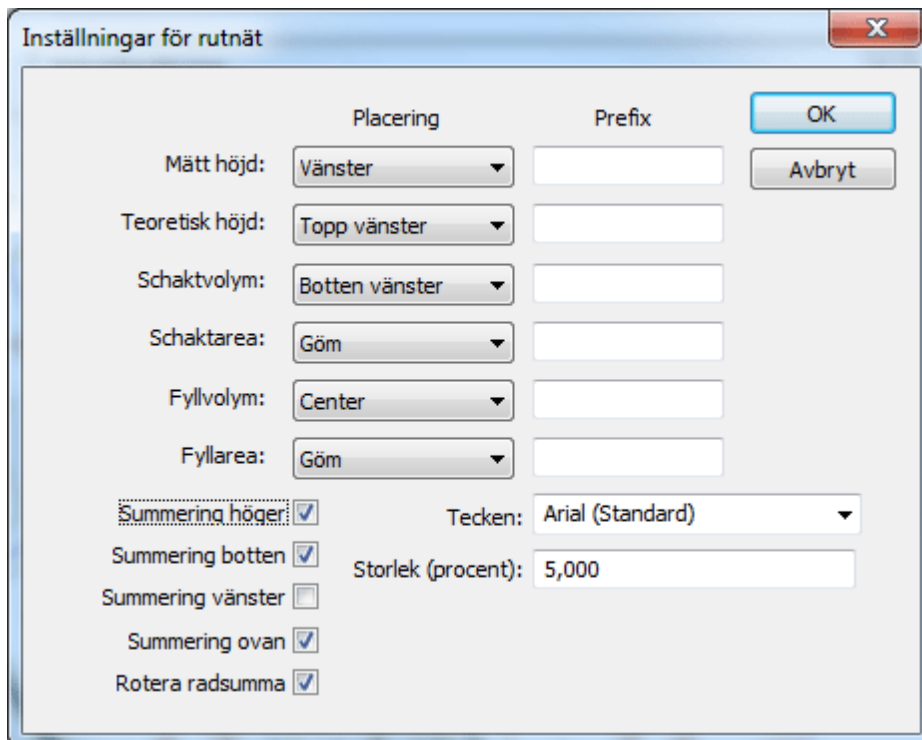 Inställningar för rutnät
Placering Prefix OK
Mätt höjd: Vänster Avbryt
Teoretisk höjd: Topp vänster
Schaktvolym: Botten vänster
Schaktarea: Göm
Fyllvolym: Center
Fyllarea: Göm
Summering höger Tecken: Arial (Standard)
Summering botten Storlek (procent): 5,000
Summering vänster
Summering ovan
Rotera radsumma